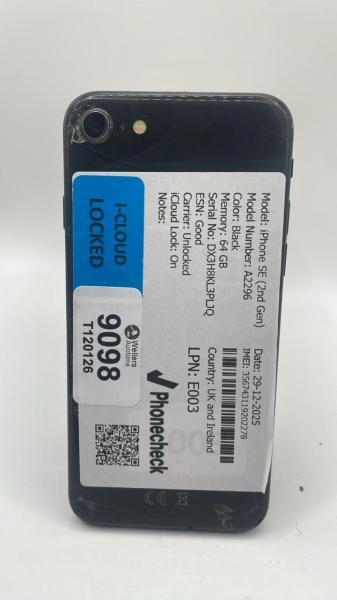 Model: iPhone SE (2nd Gen)
Model Number: A2296
Color: Black
Memory: 64 GB
Serial No: DX3H8KL3PLJQ
ESN: Good
Carrier: Unlocked
iCloud Lock: On
Notes:
Date: 29-12-2025
IMEI: 356743119202278
Country: UK and Ireland
LPN: E003
Phonecheck
I-CLOUD
LOCKED
Wellers
Auctions
9098
T120126